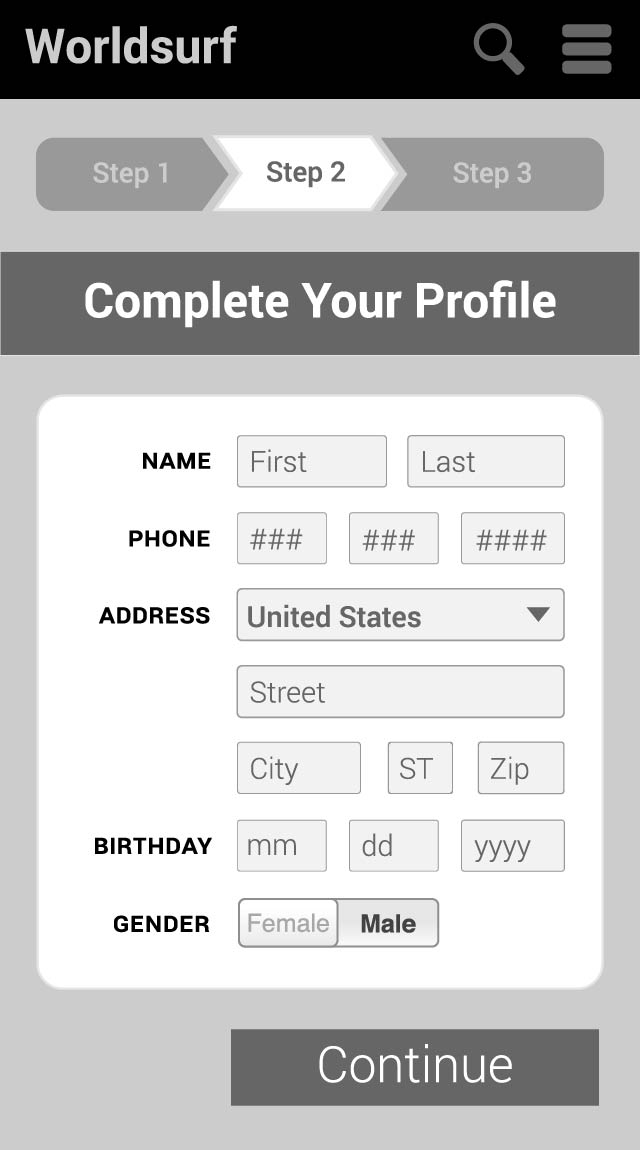 Worldsurf
Step 1 Step 2 Step 3
Complete Your Profile
NAME First Last
PHONE ### ### ####
ADDRESS United States
Street
City ST Zip
BIRTHDAY mm dd yyyy
GENDER Female Male
Continue